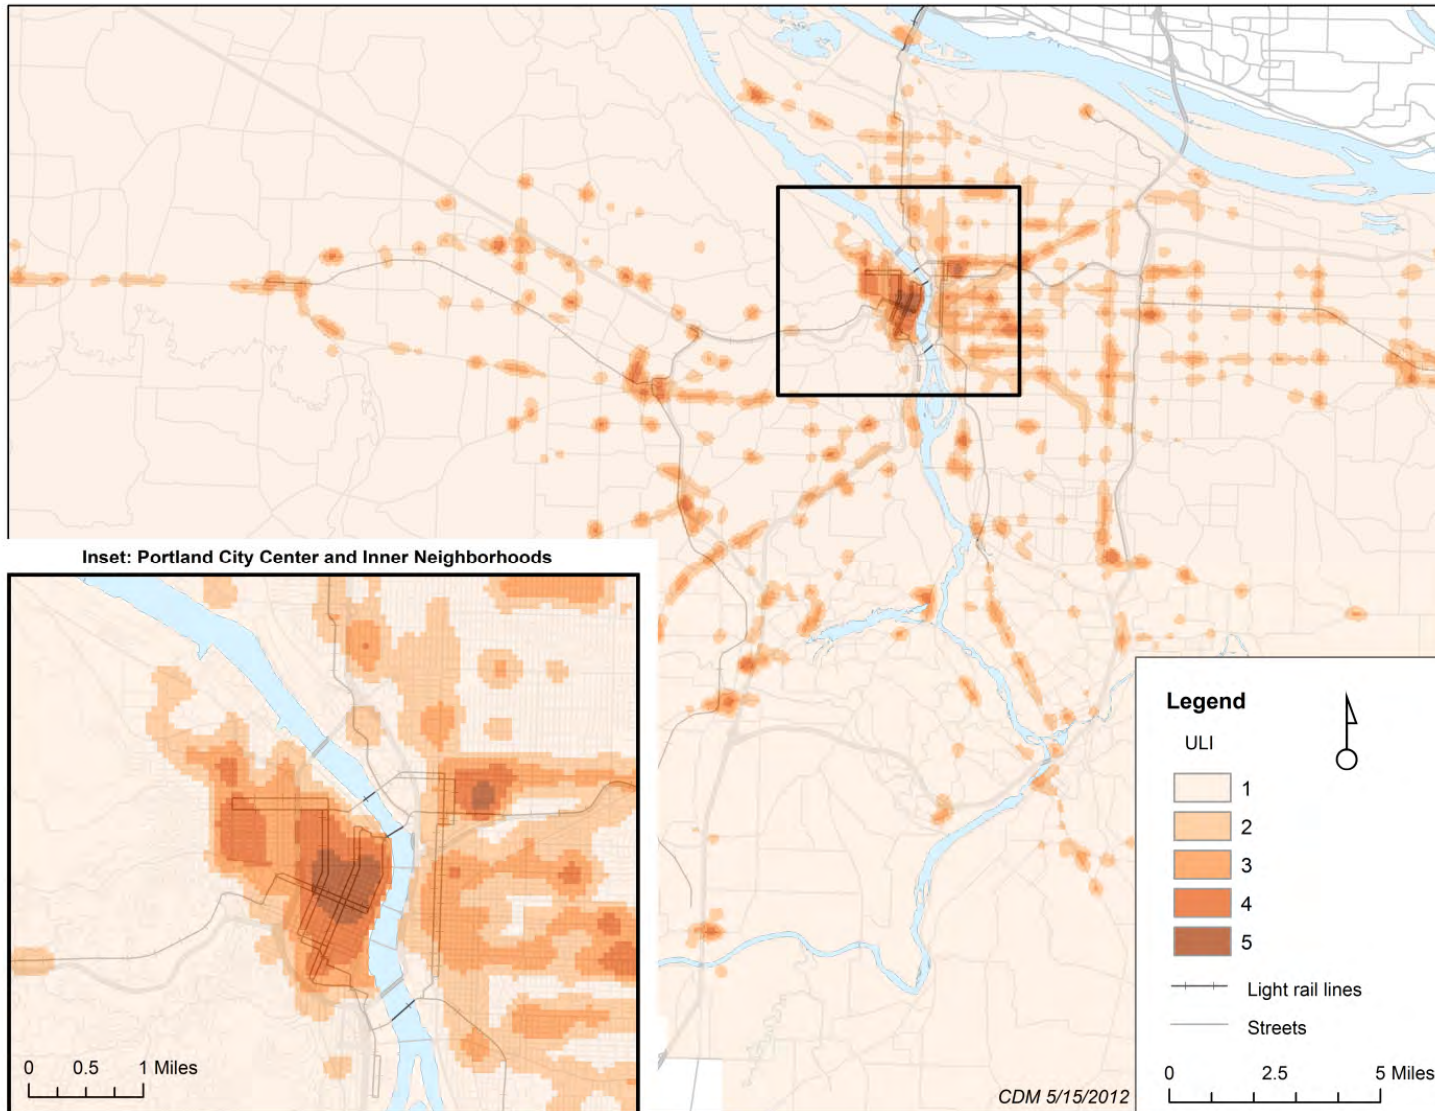 Inset: Portland City Center and Inner Neighborhoods
0 0.5 1 Miles
Legend
ULI
1
2
3
4
5
Light rail lines
Streets
0 2.5 5 Miles
CDM 5/15/2012